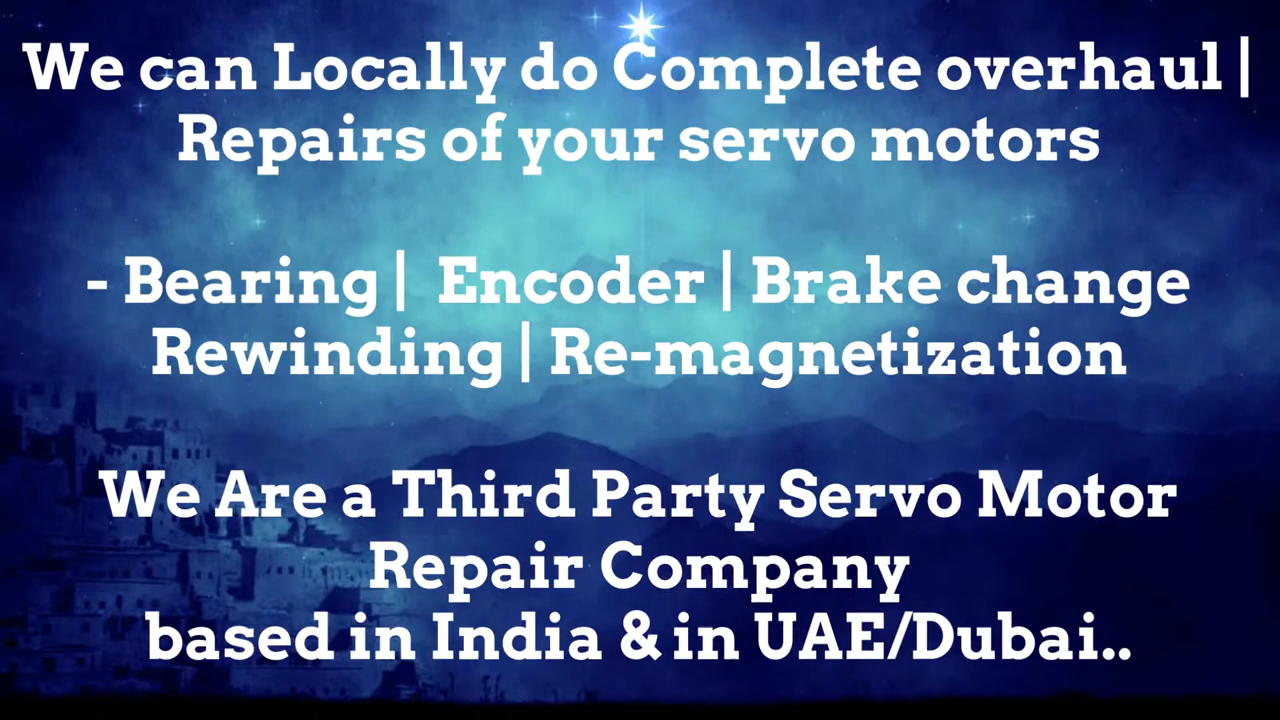 We can Locally do Complete overhaul |
Repairs of your servo motors
- Bearing | Encoder | Brake change
Rewinding | Re-magnetization
We Are a Third Party Servo Motor
Repair Company
based in India & in UAE/Dubai..